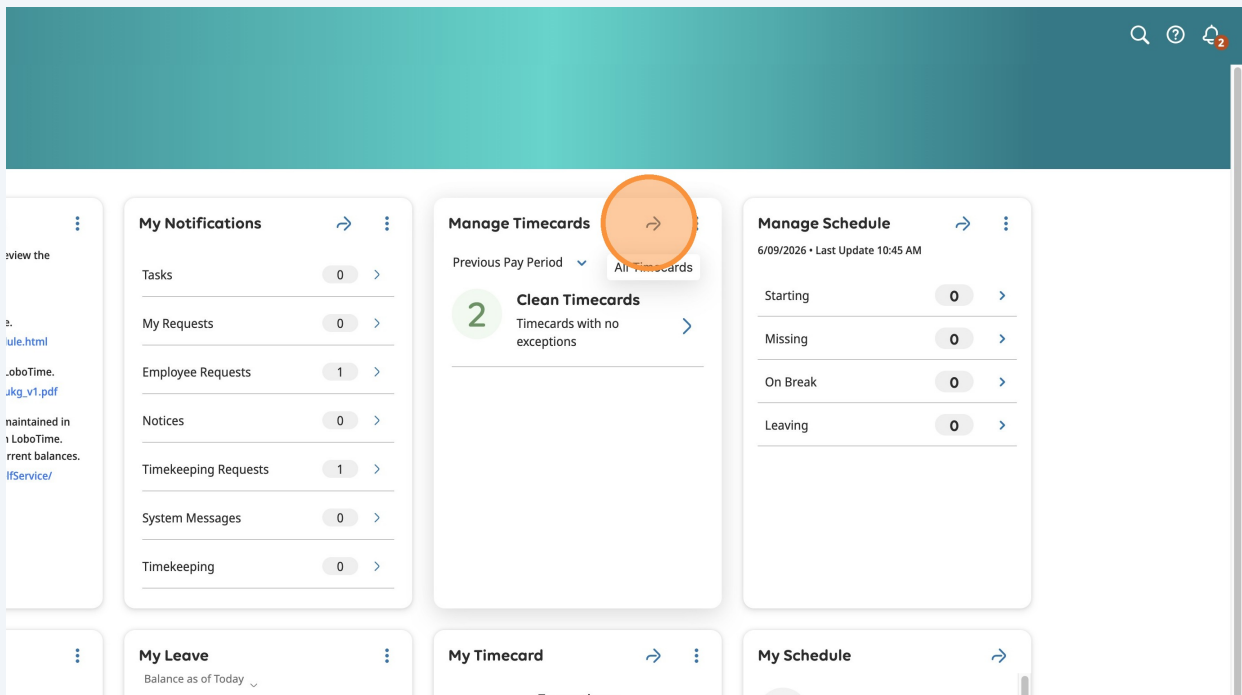 2
eview the
e.
ule.html
LoboTime.
ukg_v1.pdf
maintained in
LoboTime.
rrent balances.
lfService/
My Notifications
Tasks 0
My Requests 0
Employee Requests 1
Notices 0
Timekeeping Requests 1
System Messages 0
Timekeeping 0
Manage Timecards
Previous Pay Period
All Timecards
2
Clean Timecards
Timecards with no
exceptions
Manage Schedule
6/09/2026 • Last Update 10:45 AM
Starting 0
Missing 0
On Break 0
Leaving 0
My Leave
Balance as of Today
My Timecard
My Schedule